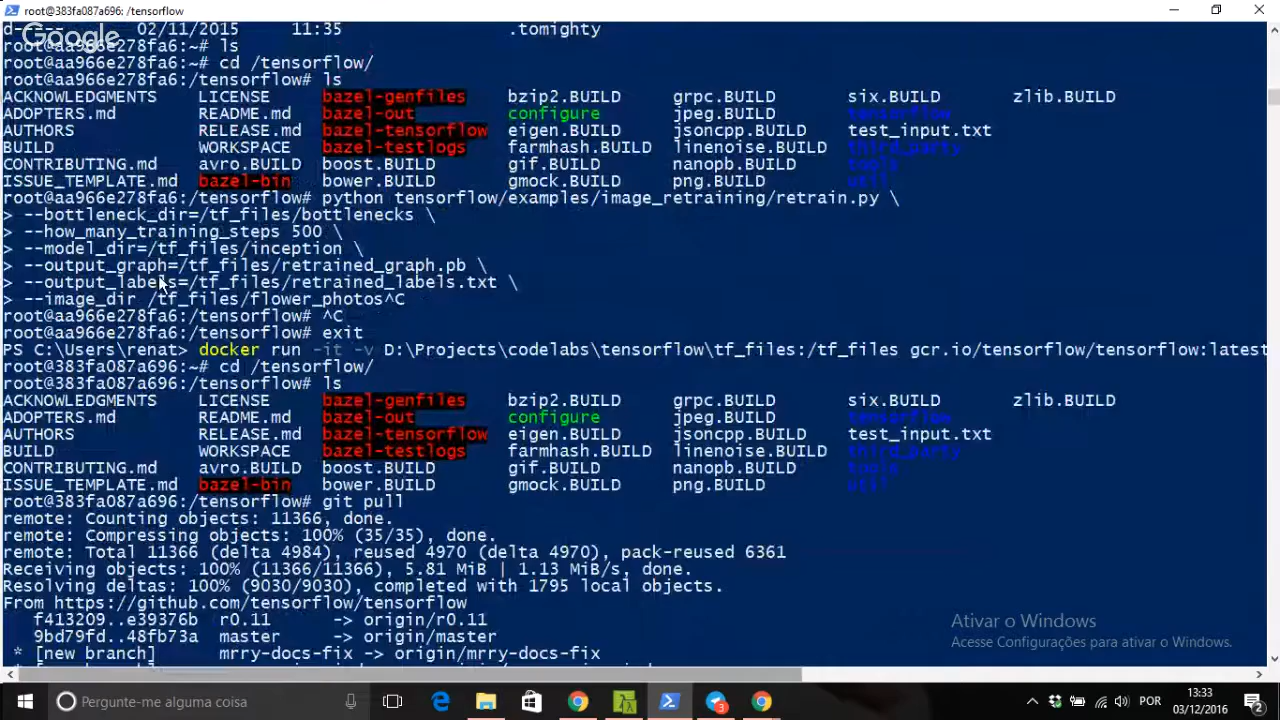 root@383fa087a926: /tensorflow
d----- 02/11/2015 11:35 .tomighty
Google
root@aa966e278fa6:~# ls
root@aa966e278fa6:~# cd /tensorflow/
root@aa966e278fa6:/tensorflow# ls
ACKNOWLEDGMENTS LICENSE bazel-genfiles bzip2.BUILD grpc.BUILD six.BUILD zlib.BUILD
ADOPTERS.md README.md bazel-out configure jpeg.BUILD tensorflow
AUTHORS RELEASE.md bazel-tensorflow eigen.BUILD jsoncpp.BUILD test_input.txt
BUILD WORKSPACE bazel-testlogs farmhash.BUILD linenoise.BUILD third_party
CONTRIBUTING.md avro.BUILD boost.BUILD gif.BUILD nanopb.BUILD tools
ISSUE_TEMPLATE.md bazel-bin bower.BUILD gmock.BUILD png.BUILD util
root@aa966e278fa6:/tensorflow# python tensorflow/examples/image_retraining/retrain.py \
> --bottleneck_dir=/tf_files/bottlenecks \
> --how_many_training_steps 500 \
> --model_dir=/tf_files/inception \
> --output_graph=/tf_files/retrained_graph.pb \
> --output_labels=/tf_files/retrained_labels.txt \
> --image_dir /tf_files/flower_photos^C
root@aa966e278fa6:/tensorflow# ^C
root@aa966e278fa6:/tensorflow# exit
PS C:\Users\renat> docker run -it -v D:\Projects\codelabs\tensorflow\tf_files:/tf_files gcr.io/tensorflow/tensorflow:latest
root@383fa087a926:~# cd /tensorflow/
root@383fa087a926:/tensorflow# ls
ACKNOWLEDGMENTS LICENSE bazel-genfiles bzip2.BUILD grpc.BUILD six.BUILD zlib.BUILD
ADOPTERS.md README.md bazel-out configure jpeg.BUILD tensorflow
AUTHORS RELEASE.md bazel-tensorflow eigen.BUILD jsoncpp.BUILD test_input.txt
BUILD WORKSPACE bazel-testlogs farmhash.BUILD linenoise.BUILD third_party
CONTRIBUTING.md avro.BUILD boost.BUILD gif.BUILD nanopb.BUILD tools
ISSUE_TEMPLATE.md bazel-bin bower.BUILD gmock.BUILD png.BUILD util
root@383fa087a926:/tensorflow# git pull
remote: Counting objects: 11366, done.
remote: Compressing objects: 100% (35/35), done.
remote: Total 11366 (delta 4984), reused 4970 (delta 4970), pack-reused 6361
Receiving objects: 100% (11366/11366), 5.81 MiB | 1.13 MiB/s, done.
Resolving deltas: 100% (9030/9030), completed with 1795 local objects.
From https://github.com/tensorflow/tensorflow
f413209..e39376b r0.11 -> origin/r0.11
9bd79fd..48fb73a master -> origin/master
* [new branch] mrry-docs-fix -> origin/mrry-docs-fix
Ativar o Windows
Acesse Configurações para ativar o Windows.
Pergunte-me alguma coisa
3
POR
13:33
03/12/2016
2